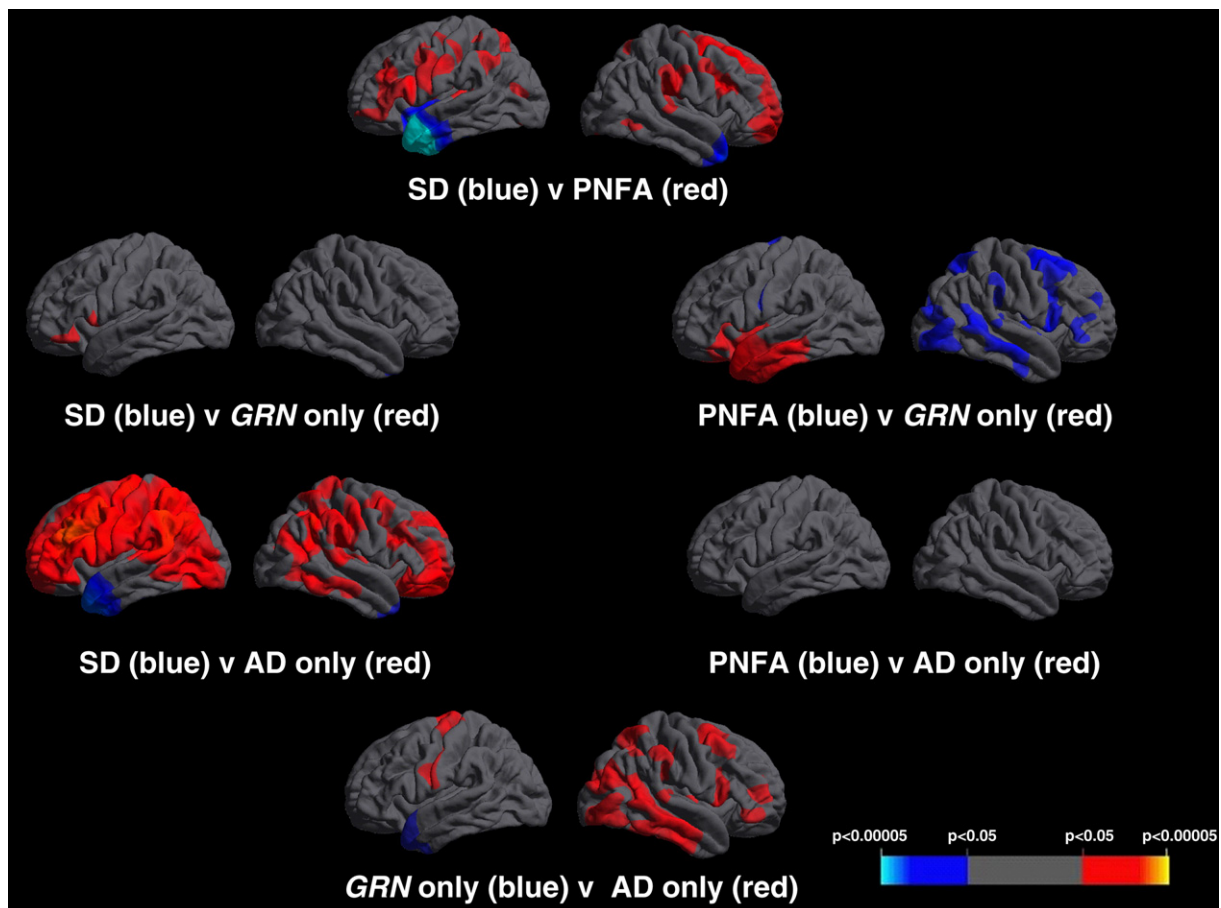 SD (blue) v PNFA (red)
SD (blue) v GRN only (red)
PNFA (blue) v GRN only (red)
SD (blue) v AD only (red)
PNFA (blue) v AD only (red)
GRN only (blue) v AD only (red)
p<0.00005 p<0.05 p<0.05 p<0.00005